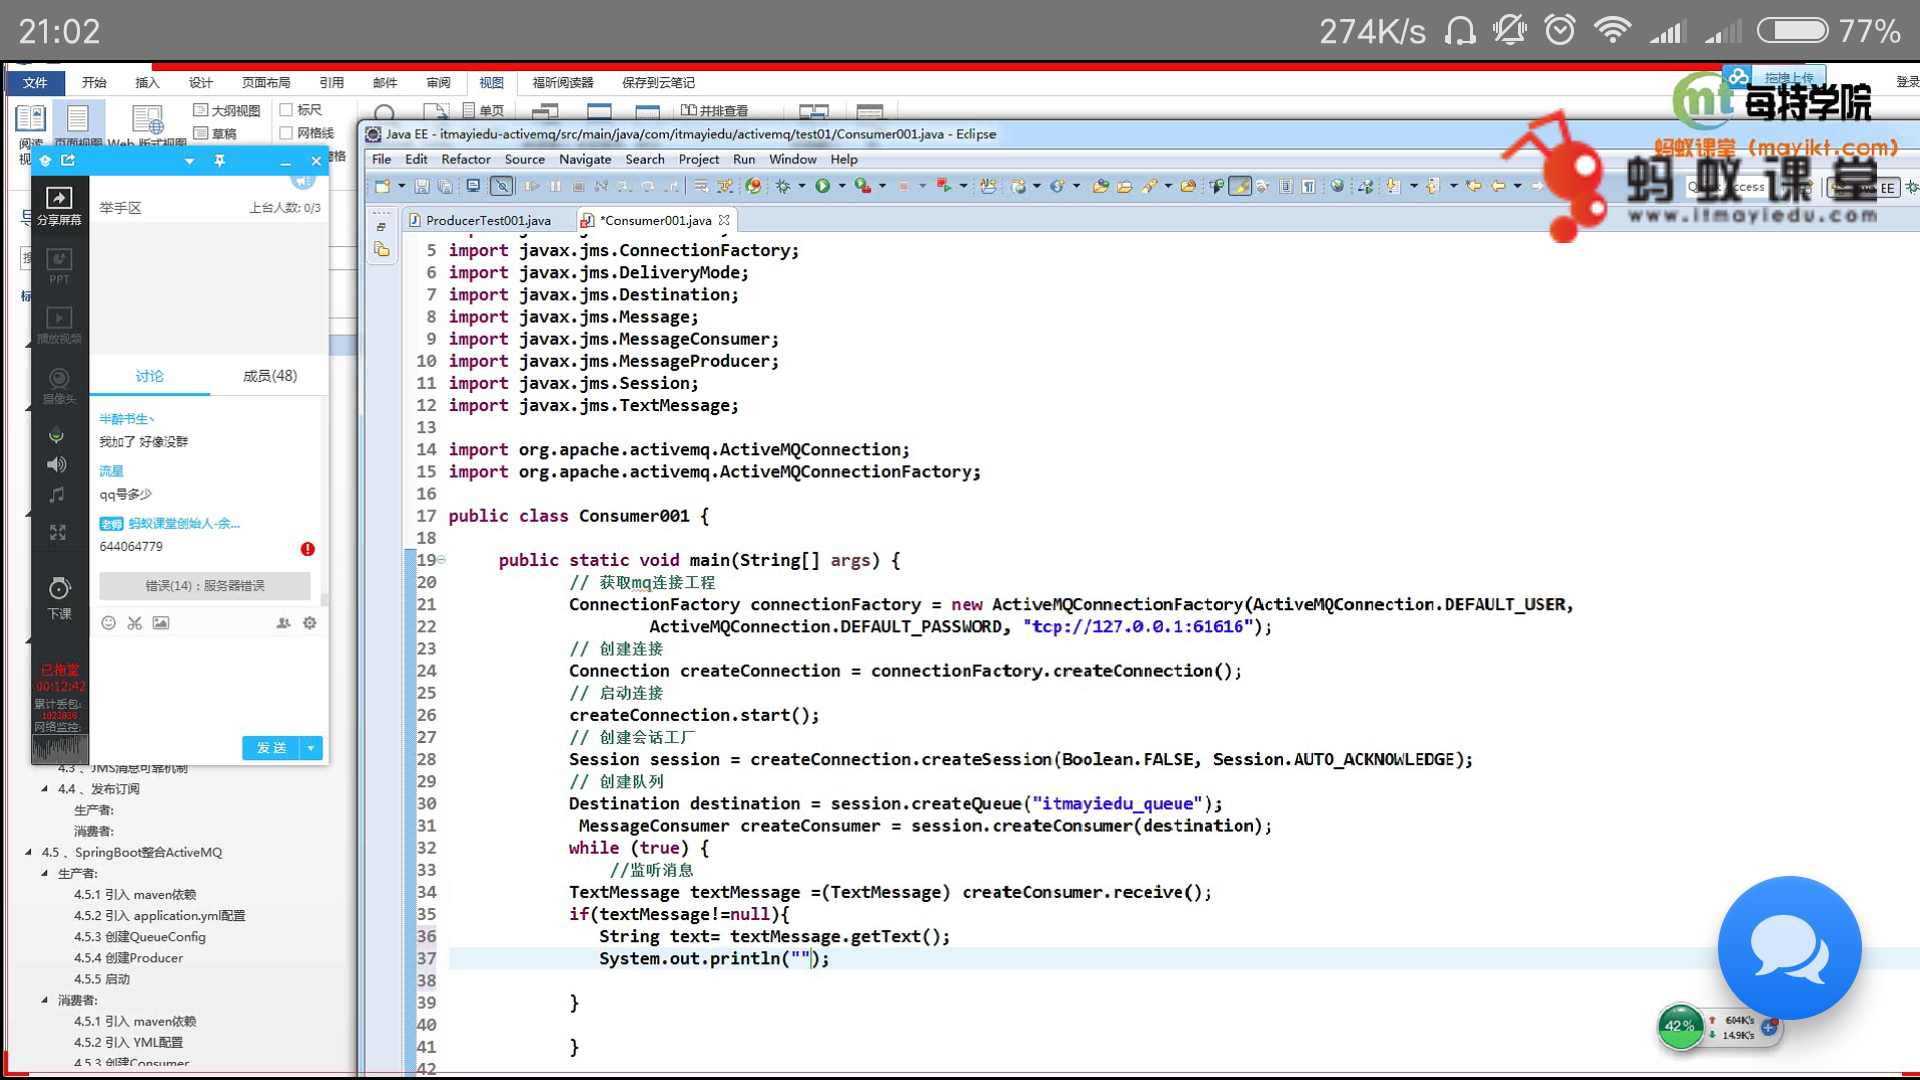 21:02
274K/s
77%
文件 开始 插入 设计 页面布局 引用 邮件 审阅 视图 福昕阅读器 保存到云笔记
拖拽上传
登录
大纲视图
草稿
标尺
网格线
单页
并排查看
每特学院
蚂蚁课堂（mayikt.com）
蚂蚁课堂
www.itmayiedu.com
Java EE - itmayiedu-activemq/src/main/java/com/itmayiedu/activemq/test01/Consumer001.java - Eclipse
File Edit Refactor Source Navigate Search Project Run Window Help
ProducerTest001.java
*Consumer001.java
分享屏幕
PPT
播放视频
摄像头
下课
已拖堂
00:12:42
累计丢包:
网络监控:
举手区
上台人数: 0/3
讨论
成员(48)
半醉书生丶
我加了 好像没群
流星
qq号多少
老师 蚂蚁课堂创始人-余...
644064779
错误(14)：服务器错误
发 送
4.3 、JMS消息可靠机制
4.4 、发布订阅
生产者:
消费者:
4.5 、SpringBoot整合ActiveMQ
生产者:
4.5.1 引入 maven依赖
4.5.2 引入 application.yml配置
4.5.3 创建QueueConfig
4.5.4 创建Producer
4.5.5 启动
消费者:
4.5.1 引入 maven依赖
4.5.2 引入 YML配置
4.5.3 创建Consumer
5 import javax.jms.ConnectionFactory;
6 import javax.jms.DeliveryMode;
7 import javax.jms.Destination;
8 import javax.jms.Message;
9 import javax.jms.MessageConsumer;
10 import javax.jms.MessageProducer;
11 import javax.jms.Session;
12 import javax.jms.TextMessage;
13
14 import org.apache.activemq.ActiveMQConnection;
15 import org.apache.activemq.ActiveMQConnectionFactory;
16
17 public class Consumer001 {
18
19 public static void main(String[] args) {
20 // 获取mq连接工程
21 ConnectionFactory connectionFactory = new ActiveMQConnectionFactory(ActiveMQConnection.DEFAULT_USER,
22 ActiveMQConnection.DEFAULT_PASSWORD, "tcp://127.0.0.1:61616");
23 // 创建连接
24 Connection createConnection = connectionFactory.createConnection();
25 // 启动连接
26 createConnection.start();
27 // 创建会话工厂
28 Session session = createConnection.createSession(Boolean.FALSE, Session.AUTO_ACKNOWLEDGE);
29 // 创建队列
30 Destination destination = session.createQueue("itmayiedu_queue");
31 MessageConsumer createConsumer = session.createConsumer(destination);
32 while (true) {
33 //监听消息
34 TextMessage textMessage =(TextMessage) createConsumer.receive();
35 if(textMessage!=null){
36 String text= textMessage.getText();
37 System.out.println("");
38
39 }
40
41 }
42
42%
604K/s
14.9K/s